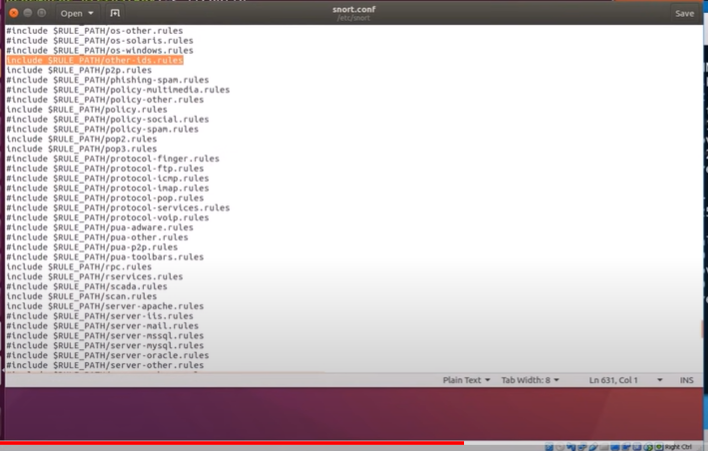 Open
snort.conf
/etc/snort
Save
#include $RULE_PATH/os-other.rules
#include $RULE_PATH/os-solaris.rules
#include $RULE_PATH/os-windows.rules
include $RULE_PATH/other-ids.rules
include $RULE_PATH/p2p.rules
#include $RULE_PATH/phishing-spam.rules
#include $RULE_PATH/policy-multimedia.rules
#include $RULE_PATH/policy-other.rules
include $RULE_PATH/policy.rules
#include $RULE_PATH/policy-social.rules
#include $RULE_PATH/policy-spam.rules
include $RULE_PATH/pop2.rules
include $RULE_PATH/pop3.rules
#include $RULE_PATH/protocol-finger.rules
#include $RULE_PATH/protocol-ftp.rules
#include $RULE_PATH/protocol-icmp.rules
#include $RULE_PATH/protocol-imap.rules
#include $RULE_PATH/protocol-pop.rules
#include $RULE_PATH/protocol-services.rules
#include $RULE_PATH/protocol-voip.rules
#include $RULE_PATH/pua-adware.rules
#include $RULE_PATH/pua-other.rules
#include $RULE_PATH/pua-p2p.rules
#include $RULE_PATH/pua-toolbars.rules
include $RULE_PATH/rpc.rules
include $RULE_PATH/rservices.rules
#include $RULE_PATH/scada.rules
#include $RULE_PATH/scan.rules
#include $RULE_PATH/server-apache.rules
#include $RULE_PATH/server-iis.rules
#include $RULE_PATH/server-mail.rules
#include $RULE_PATH/server-mssql.rules
#include $RULE_PATH/server-mysql.rules
#include $RULE_PATH/server-oracle.rules
#include $RULE_PATH/server-other.rules
Plain Text Tab Width: 8 Ln 631, Col 1 INS
Right Ctrl